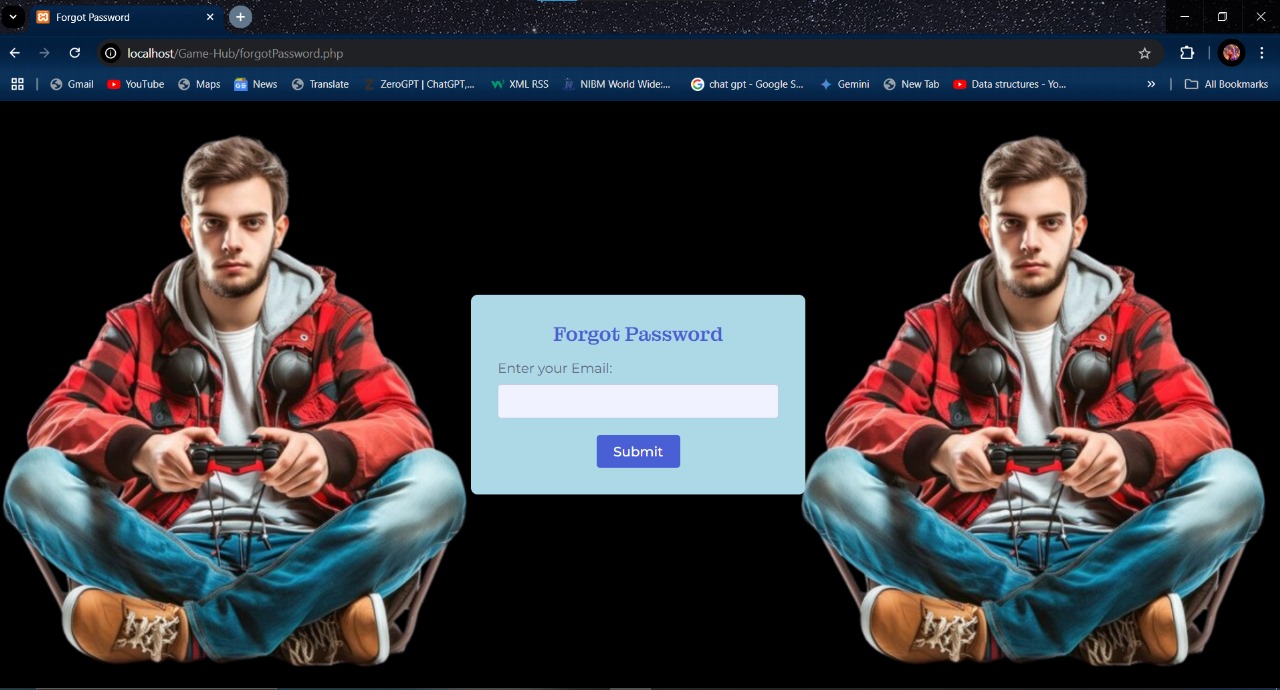 Forgot Password
localhost/Game-Hub/forgotPassword.php
Gmail YouTube Maps News Translate ZeroGPT | ChatGPT,... XML RSS NIBM World Wide:... chat gpt - Google S... Gemini New Tab Data structures - Yo... All Bookmarks
Forgot Password
Enter your Email:
Submit